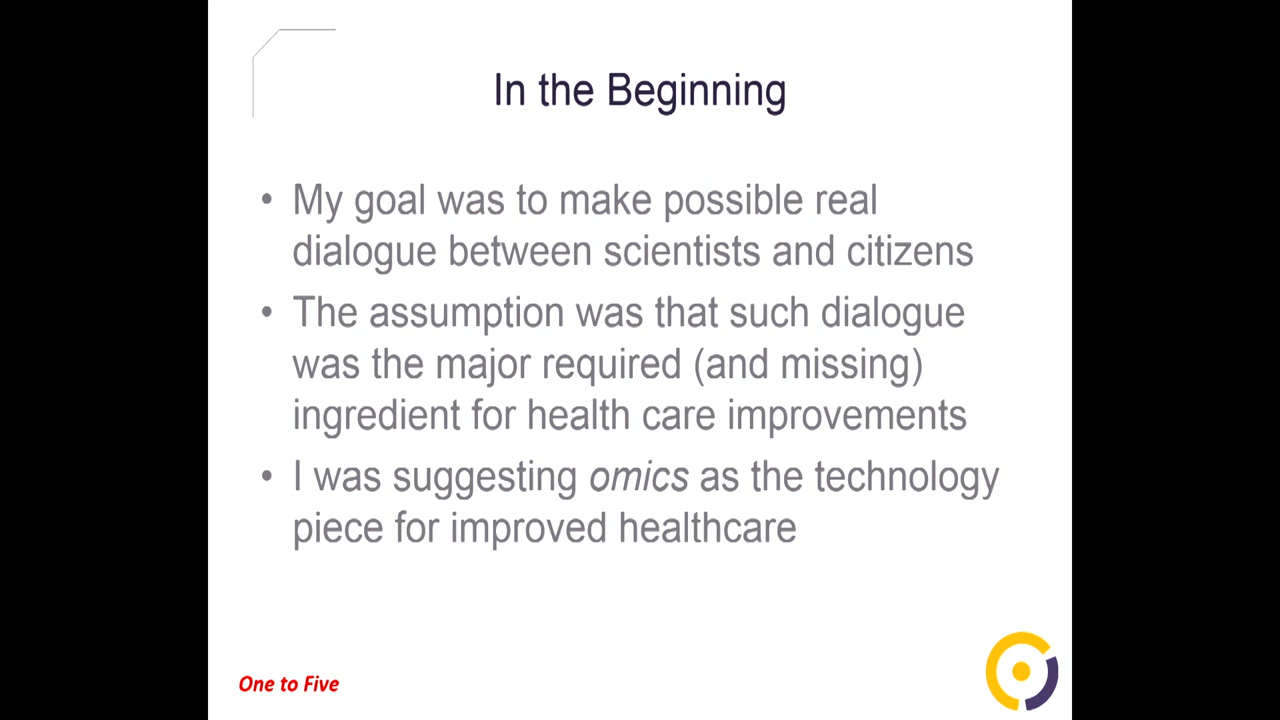 In the Beginning
• My goal was to make possible real
dialogue between scientists and citizens
• The assumption was that such dialogue
was the major required (and missing)
ingredient for health care improvements
• I was suggesting omics as the technology
piece for improved healthcare
One to Five